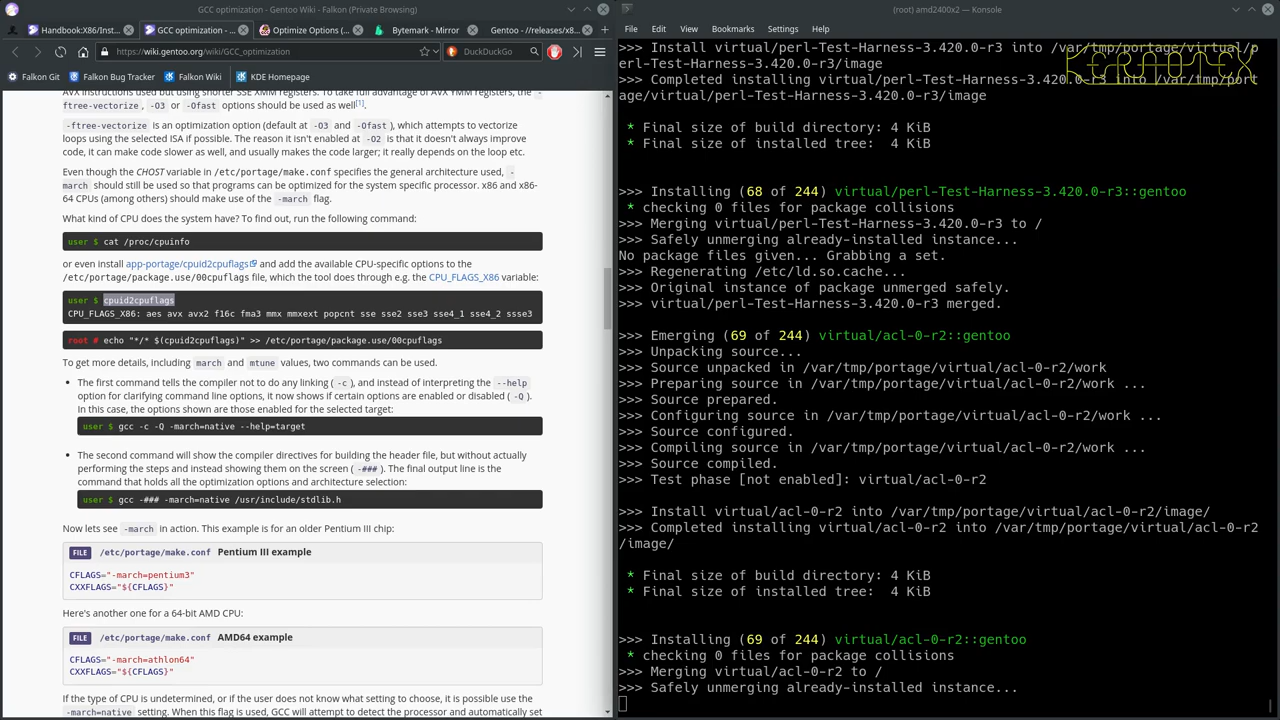 GCC optimization - Gentoo Wiki - Falkon (Private Browsing)
Handbook:X86/Inst...
GCC optimization - ...
Optimize Options (...
Bytemark - Mirror
Gentoo - /releases/x8...
https://wiki.gentoo.org/wiki/GCC_optimization
DuckDuckGo
Falkon Git
Falkon Bug Tracker
Falkon Wiki
KDE Homepage
AVX instructions used but using shorter SSE XMM registers. To take full advantage of AVX YMM registers, the -
ftree-vectorize, -O3 or -Ofast options should be used as well[1].
-ftree-vectorize is an optimization option (default at -O3 and -Ofast), which attempts to vectorize
loops using the selected ISA if possible. The reason it isn't enabled at -O2 is that it doesn't always improve
code, it can make code slower as well, and usually makes the code larger; it really depends on the loop etc.
Even though the CHOST variable in /etc/portage/make.conf specifies the general architecture used, -
march should still be used so that programs can be optimized for the system specific processor. x86 and x86-
64 CPUs (among others) should make use of the -march flag.
What kind of CPU does the system have? To find out, run the following command:
user $ cat /proc/cpuinfo
or even install app-portage/cpuid2cpuflags and add the available CPU-specific options to the
/etc/portage/package.use/00cpuflags file, which the tool does through e.g. the CPU_FLAGS_X86 variable:
user $ cpuid2cpuflags
CPU_FLAGS_X86: aes avx avx2 f16c fma3 mmx mmxext popcnt sse sse2 sse3 sse4_1 sse4_2 ssse3
root # echo "*/* $(cpuid2cpuflags)" >> /etc/portage/package.use/00cpuflags
To get more details, including march and mtune values, two commands can be used.
• The first command tells the compiler not to do any linking (-c), and instead of interpreting the --help
option for clarifying command line options, it now shows if certain options are enabled or disabled (-Q).
In this case, the options shown are those enabled for the selected target:
user $ gcc -c -Q -march=native --help=target
• The second command will show the compiler directives for building the header file, but without actually
performing the steps and instead showing them on the screen (-###). The final output line is the
command that holds all the optimization options and architecture selection:
user $ gcc -### -march=native /usr/include/stdlib.h
Now lets see -march in action. This example is for an older Pentium III chip:
FILE /etc/portage/make.conf Pentium III example
CFLAGS="-march=pentium3"
CXXFLAGS="${CFLAGS}"
Here's another one for a 64-bit AMD CPU:
FILE /etc/portage/make.conf AMD64 example
CFLAGS="-march=athlon64"
CXXFLAGS="${CFLAGS}"
If the type of CPU is undetermined, or if the user does not know what setting to choose, it is possible use the
-march=native setting. When this flag is used, GCC will attempt to detect the processor and automatically set
(root) amd2400x2 — Konsole
File Edit View Bookmarks Settings Help
KERNOTEX
>>> Install virtual/perl-Test-Harness-3.420.0-r3 into /var/tmp/portage/virtual/p
erl-Test-Harness-3.420.0-r3/image
>>> Completed installing virtual/perl-Test-Harness-3.420.0-r3 into /var/tmp/port
age/virtual/perl-Test-Harness-3.420.0-r3/image
* Final size of build directory: 4 KiB
* Final size of installed tree:  4 KiB
>>> Installing (68 of 244) virtual/perl-Test-Harness-3.420.0-r3::gentoo
* checking 0 files for package collisions
>>> Merging virtual/perl-Test-Harness-3.420.0-r3 to /
>>> Safely unmerging already-installed instance...
No package files given... Grabbing a set.
>>> Regenerating /etc/ld.so.cache...
>>> Original instance of package unmerged safely.
>>> virtual/perl-Test-Harness-3.420.0-r3 merged.
>>> Emerging (69 of 244) virtual/acl-0-r2::gentoo
>>> Unpacking source...
>>> Source unpacked in /var/tmp/portage/virtual/acl-0-r2/work
>>> Preparing source in /var/tmp/portage/virtual/acl-0-r2/work ...
>>> Source prepared.
>>> Configuring source in /var/tmp/portage/virtual/acl-0-r2/work ...
>>> Source configured.
>>> Compiling source in /var/tmp/portage/virtual/acl-0-r2/work ...
>>> Source compiled.
>>> Test phase [not enabled]: virtual/acl-0-r2
>>> Install virtual/acl-0-r2 into /var/tmp/portage/virtual/acl-0-r2/image/
>>> Completed installing virtual/acl-0-r2 into /var/tmp/portage/virtual/acl-0-r2
/image/
* Final size of build directory: 4 KiB
* Final size of installed tree:  4 KiB
>>> Installing (69 of 244) virtual/acl-0-r2::gentoo
* checking 0 files for package collisions
>>> Merging virtual/acl-0-r2 to /
>>> Safely unmerging already-installed instance...